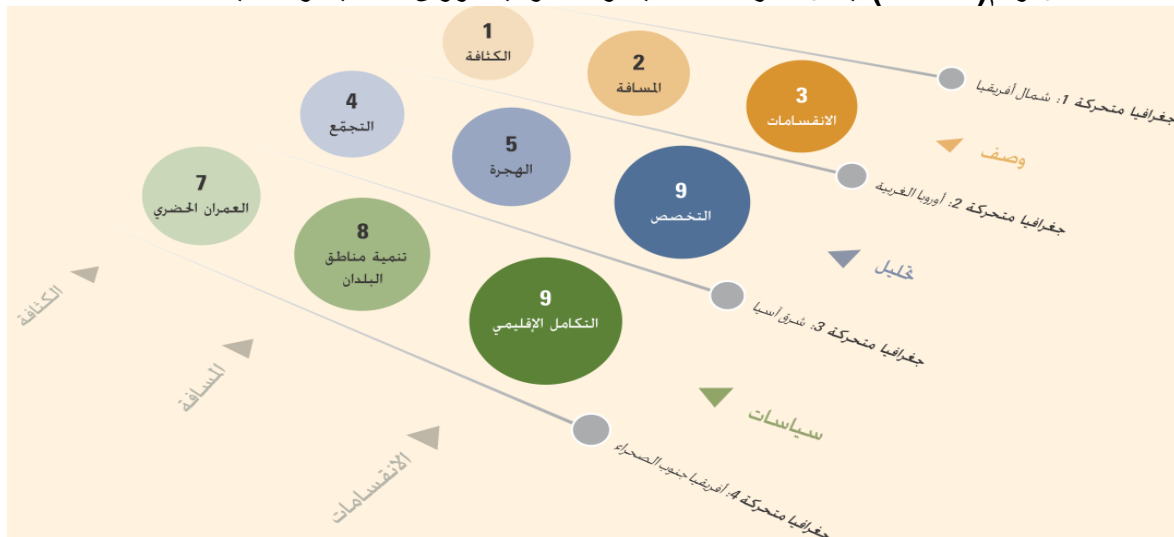 1
الكثافة
2
المسافة
3
الانقسامات
جغرافيا متحركة 1: شمال أفريقيا
وصف
4
التجمّع
5
الهجرة
9
التخصص
جغرافيا متحركة 2: أوروبا الغربية
تحليل
7
العمران الحضري
8
تنمية مناطق
البلدان
9
التكامل الإقليمي
جغرافيا متحركة 3: شرق آسيا
سياسات
جغرافيا متحركة 4: أفريقيا جنوب الصحراء
الكثافة
المسافة
الانقسامات